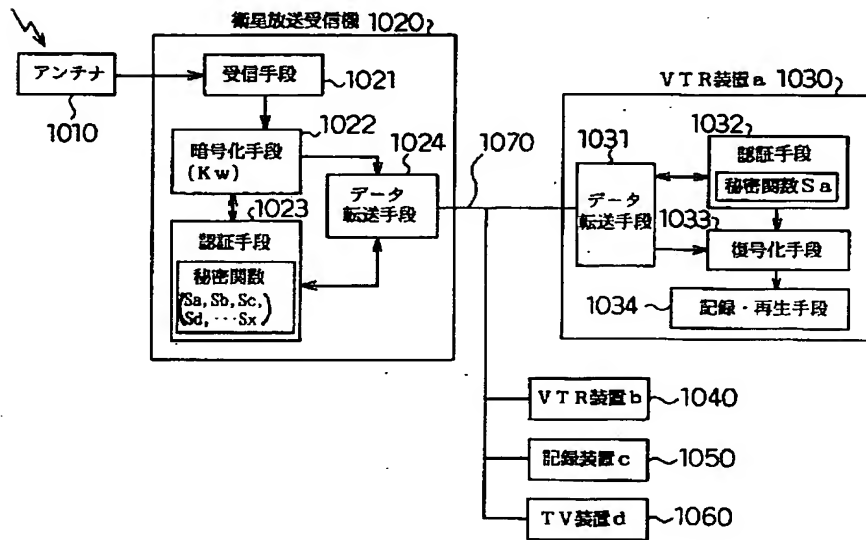 衛星放送受信機 1020
アンテナ
1010
受信手段
1021
暗号化手段
(Kw)
1022
1023
認証手段
秘密関数
(Sa, Sb, Sc,
Sd, ···Sx)
1024
データ
転送手段
1070
VTR装置a 1030
1031
データ
転送手段
1032
認証手段
秘密関数Sa
1033
復号化手段
1034
記録・再生手段
VTR装置b
1040
記録装置c
1050
TV装置d
1060